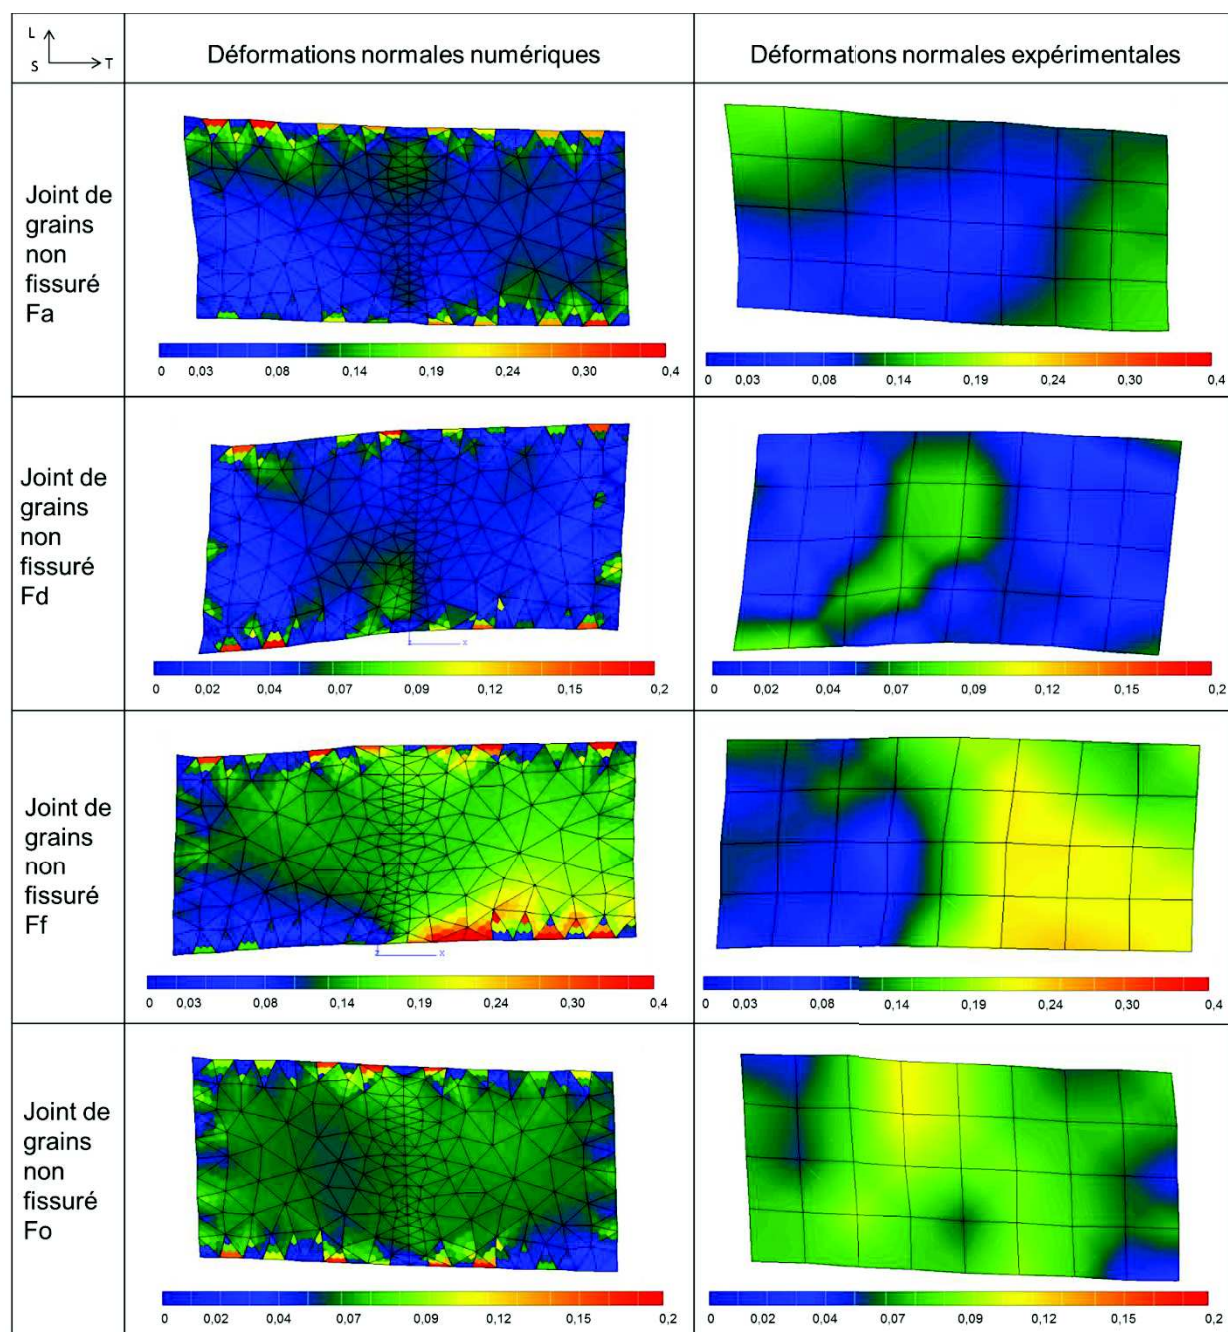 L
S T
Déformations normales numériques
Déformations normales expérimentales
Joint de
grains
non
fissuré
Fa
0 0,03 0,08 0,14 0,19 0,24 0,30 0,4
0 0,03 0,08 0,14 0,19 0,24 0,30 0,4
Joint de
grains
non
fissuré
Fd
x
0 0,02 0,04 0,07 0,09 0,12 0,15 0,2
0 0,02 0,04 0,07 0,09 0,12 0,15 0,2
Joint de
grains
non
fissuré
Ff
z x
0 0,03 0,08 0,14 0,19 0,24 0,30 0,4
0 0,03 0,08 0,14 0,19 0,24 0,30 0,4
Joint de
grains
non
fissuré
Fo
0 0,02 0,04 0,07 0,09 0,12 0,15 0,2
0 0,02 0,04 0,07 0,09 0,12 0,15 0,2